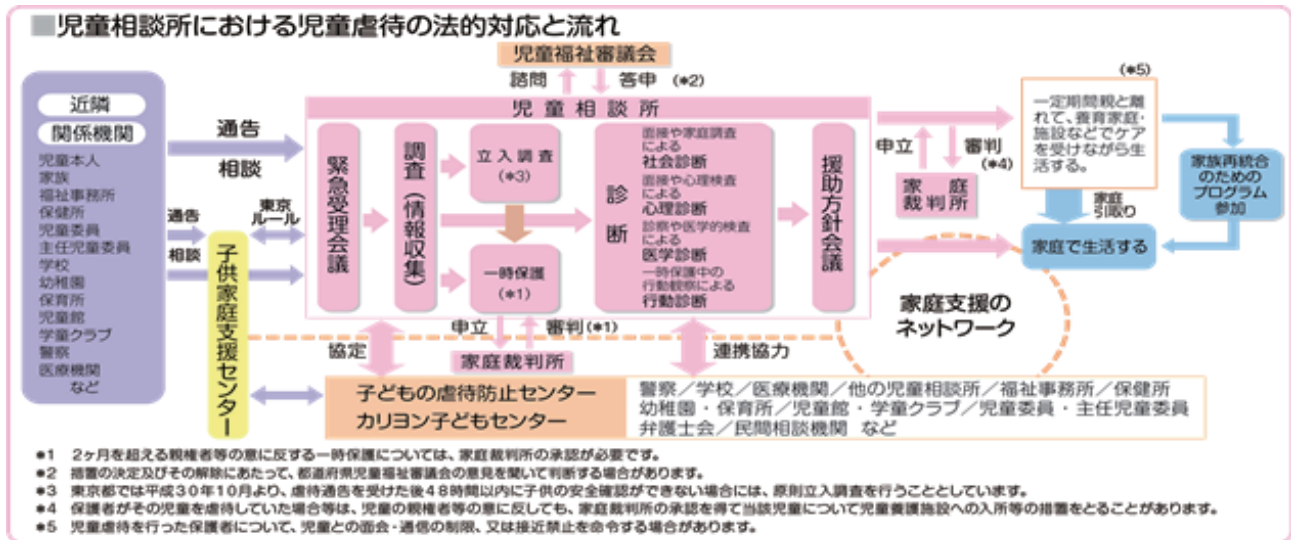 ■児童相談所における児童虐待の法的対応と流れ
児童福祉審議会
諮問
答申
(*2)
近隣
関係機関
児童本人
家族
福祉事務所
保健所
児童委員
主任児童委員
学校
幼稚園
保育所
児童館
学童クラブ
警察
医療機関
など
通告
相談
通告
相談
東京
ルール
子供家庭支援センター
児童相談所
緊急受理会議
調査(情報収集)
立入調査
(*3)
一時保護
(*1)
診断
面接や家庭調査
による
社会診断
面接や心理検査
による
心理診断
診察や医学的検査
による
医学診断
一時保護中の
行動観察による
行動診断
援助方針会議
申立
審判
(*4)
家庭
裁判所
(*5)
一定期間親と離
れて、養育家庭・
施設などでケア
を受けながら生
活する。
家庭
引取り
家族再統合
のための
プログラム
参加
家庭で生活する
家庭支援の
ネットワーク
協定
申立
審判(*1)
家庭裁判所
連携協力
子どもの虐待防止センター
カリヨン子どもセンター
警察/学校/医療機関/他の児童相談所/福祉事務所/保健所
幼稚園・保育所/児童館・学童クラブ/児童委員・主任児童委員
弁護士会/民間相談機関 など
*1 2ヶ月を超える親権者等の意に反する一時保護については、家庭裁判所の承認が必要です。
*2 措置の決定及びその解除にあたって、都道府県児童福祉審議会の意見を聞いて判断する場合があります。
*3 東京都では平成30年10月より、虐待通告を受けた後48時間以内に子供の安全確認ができない場合には、原則立入調査を行うこととしています。
*4 保護者がその児童を虐待していた場合等は、児童の親権者等の意に反しても、家庭裁判所の承認を得て当該児童について児童養護施設への入所等の措置をとることがあります。
*5 児童虐待を行った保護者について、児童との面会・通信の制限、又は接近禁止を命令する場合があります。